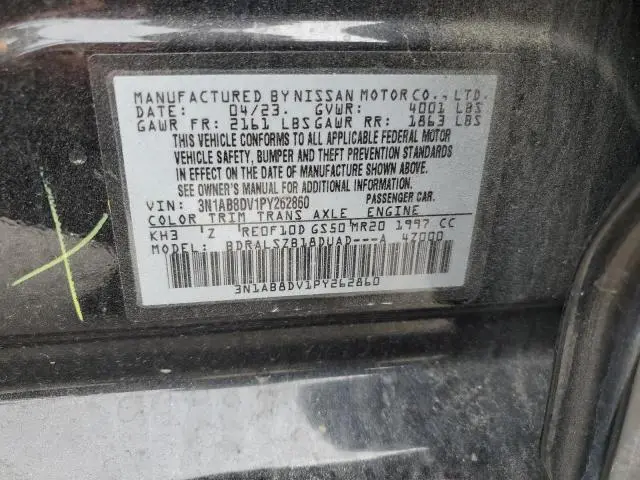 MANUFACTURED BY NISSAN MOTOR CO., LTD.
DATE: 04/23. GVWR: 4001 LBS
GAWR FR: 2161 LBS GAWR RR: 1863 LBS
THIS VEHICLE CONFORMS TO ALL APPLICABLE FEDERAL MOTOR
VEHICLE SAFETY, BUMPER AND THEFT PREVENTION STANDARDS
IN EFFECT ON THE DATE OF MANUFACTURE SHOWN ABOVE.
SEE OWNER'S MANUAL FOR ADDITIONAL INFORMATION.
VIN: 3N1AB8DV1PY262860 PASSENGER CAR.
COLOR TRIM TRANS AXLE ENGINE
KH3 'Z RE0F10D GS50 MR20 1997 CC
MODEL: BDRALSZB18DUAD---A 4Z000
3N1AB8DV1PY262860